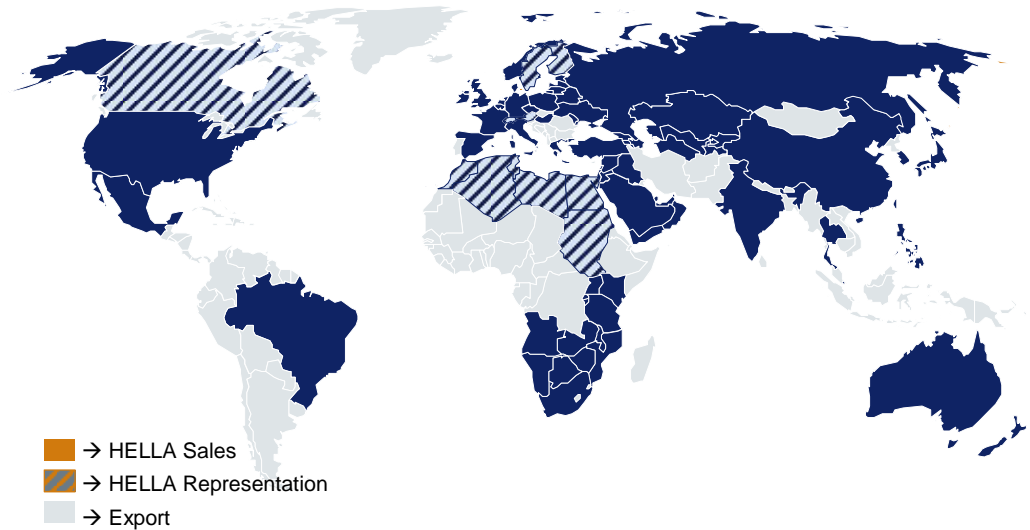 → HELLA Sales
→ HELLA Representation
→ Export